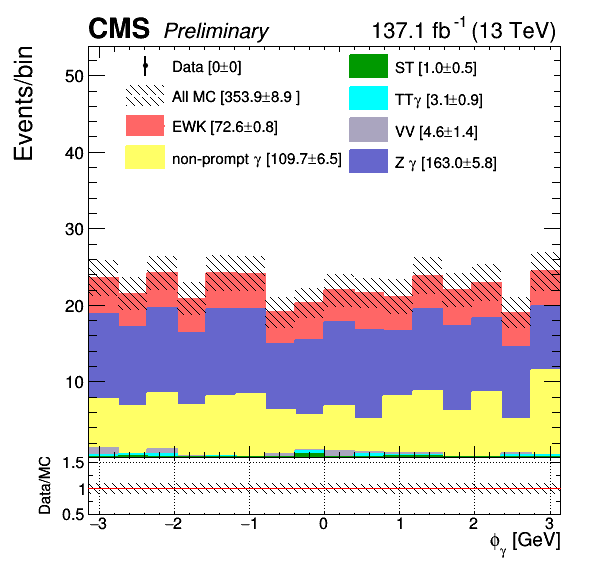 CMS Preliminary 137.1 fb⁻¹ (13 TeV)
Events/bin
Data [0±0]
All MC [353.9±8.9 ]
EWK [72.6±0.8]
non-prompt γ [109.7±6.5]
ST [1.0±0.5]
TTγ [3.1±0.9]
VV [4.6±1.4]
Z γ [163.0±5.8]
50
40
30
20
10
Data/MC
1.5
1
0.5
−3 −2 −1 0 1 2 3
ϕγ [GeV]